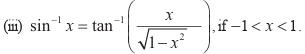 (iii) sin⁻¹ x = tan⁻¹ (x / √(1−x²)), if −1 < x < 1.